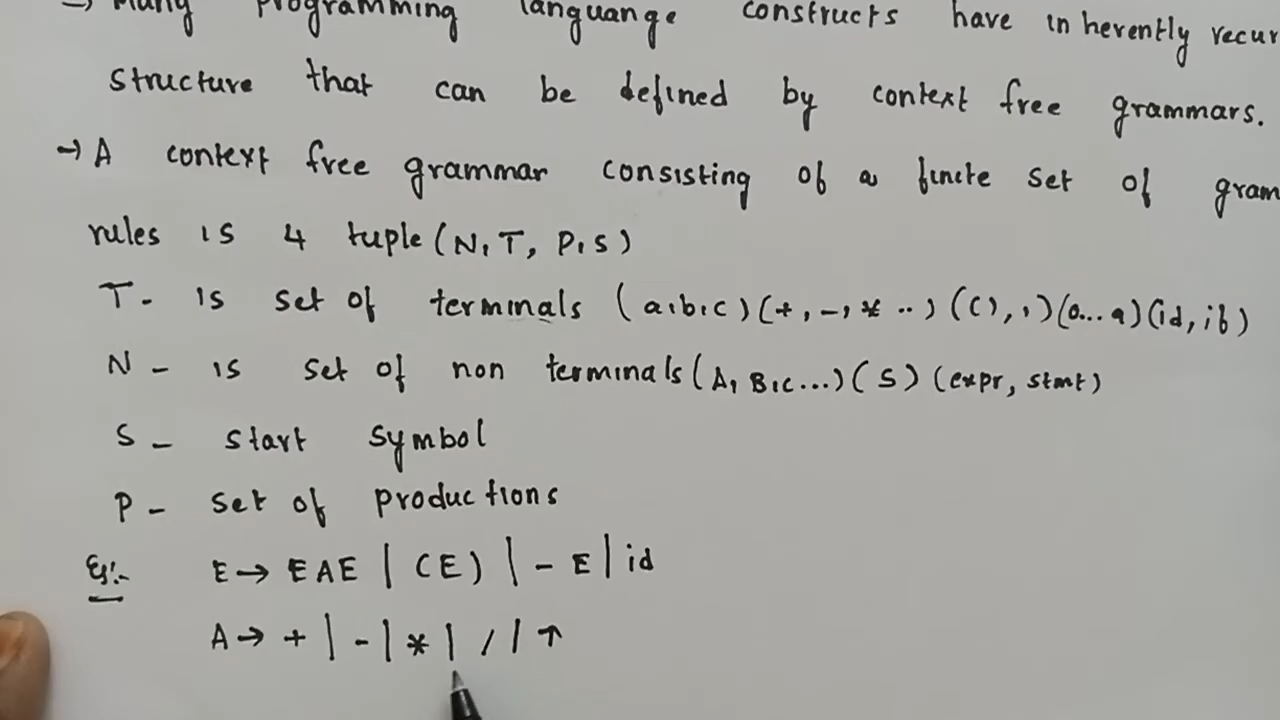 → Many programming languange constructs have inherently recur
structure that can be defined by context free grammars.
→ A context free grammar consisting of a finite set of gram
rules is 4 tuple (N, T, P, S)
T - is set of terminals (a,b,c) (+, -, * ..) ((), ,) (0...9) (id, if)
N - is set of non terminals (A, B,C...) (S) (expr, stmt)
S - start symbol
P - set of productions
Eg:- E → EAE | (E) | - E | id
A → + | - | * | / | ↑